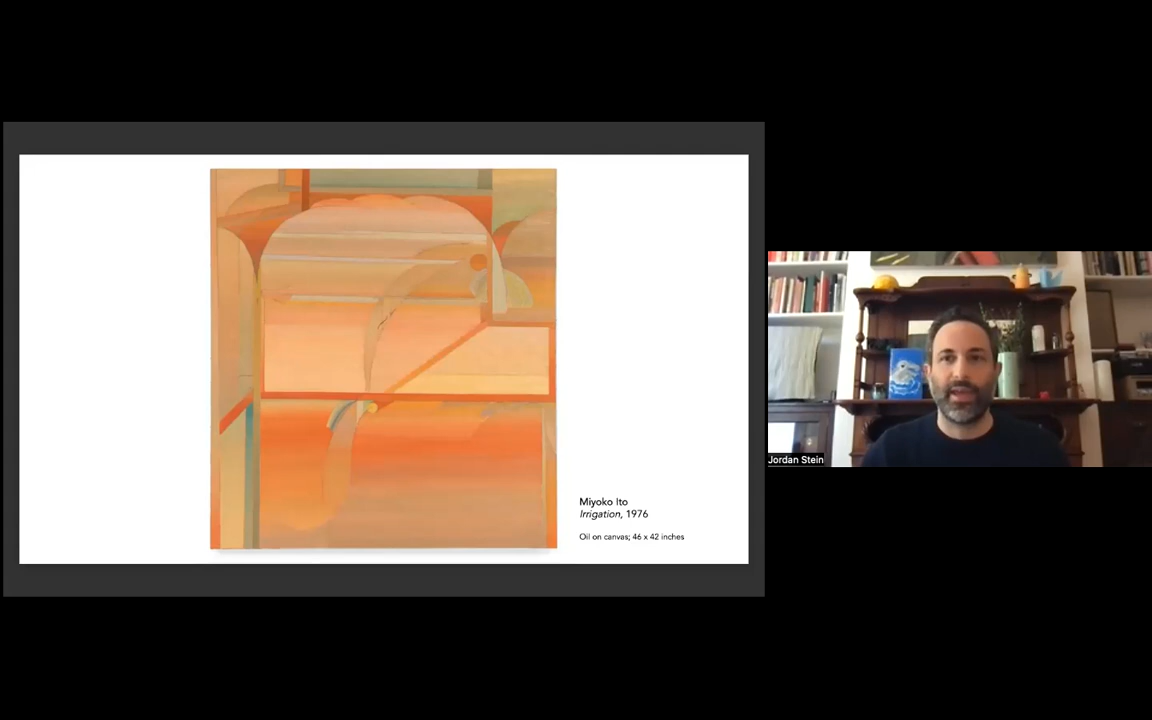 Miyoko Ito
Irrigation, 1976
Oil on canvas; 46 x 42 inches
Jordan Stein